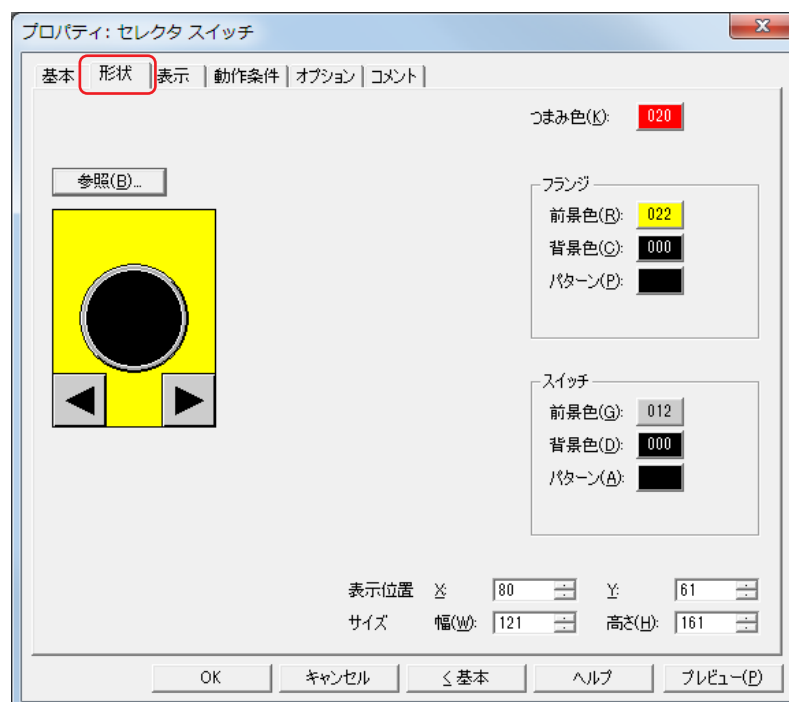 プロパティ: セレクタ スイッチ
基本 形状 表示 動作条件 オプション コメント
つまみ色(K): 020
参照(B)...
フランジ
前景色(R): 022
背景色(C): 000
パターン(P):
スイッチ
前景色(G): 012
背景色(D): 000
パターン(A):
表示位置 X: 80 Y: 61
サイズ 幅(W): 121 高さ(H): 161
OK キャンセル < 基本 ヘルプ プレビュー(P)